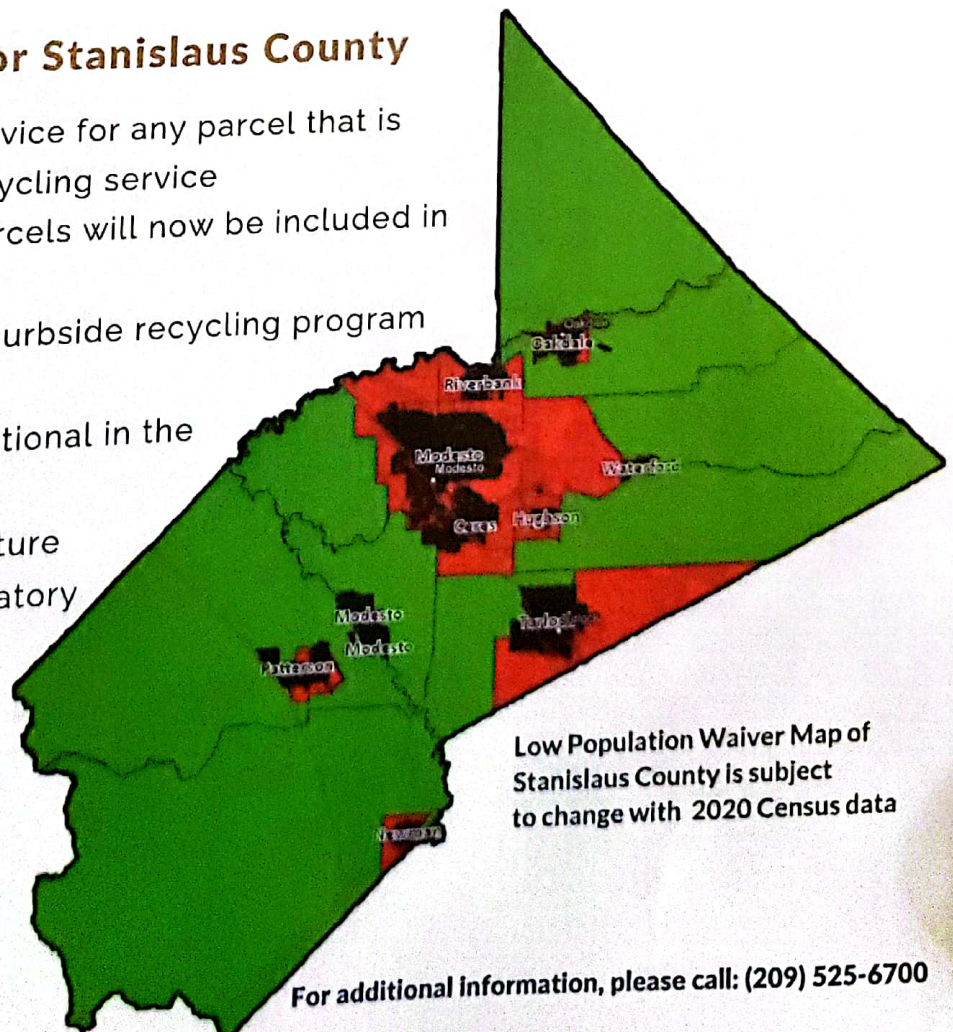 or Stanislaus County
vice for any parcel that is
ycling service
rcels will now be included in
urbside recycling program
tional in the
ture
atory
Oakdale
Riverbank
Modesto
Modesto
Waterford
Ceres
Hughson
Modesto
Turlock
Modesto
Patterson
Low Population Waiver Map of
Stanislaus County is subject
to change with 2020 Census data
Newman
For additional information, please call: (209) 525-6700